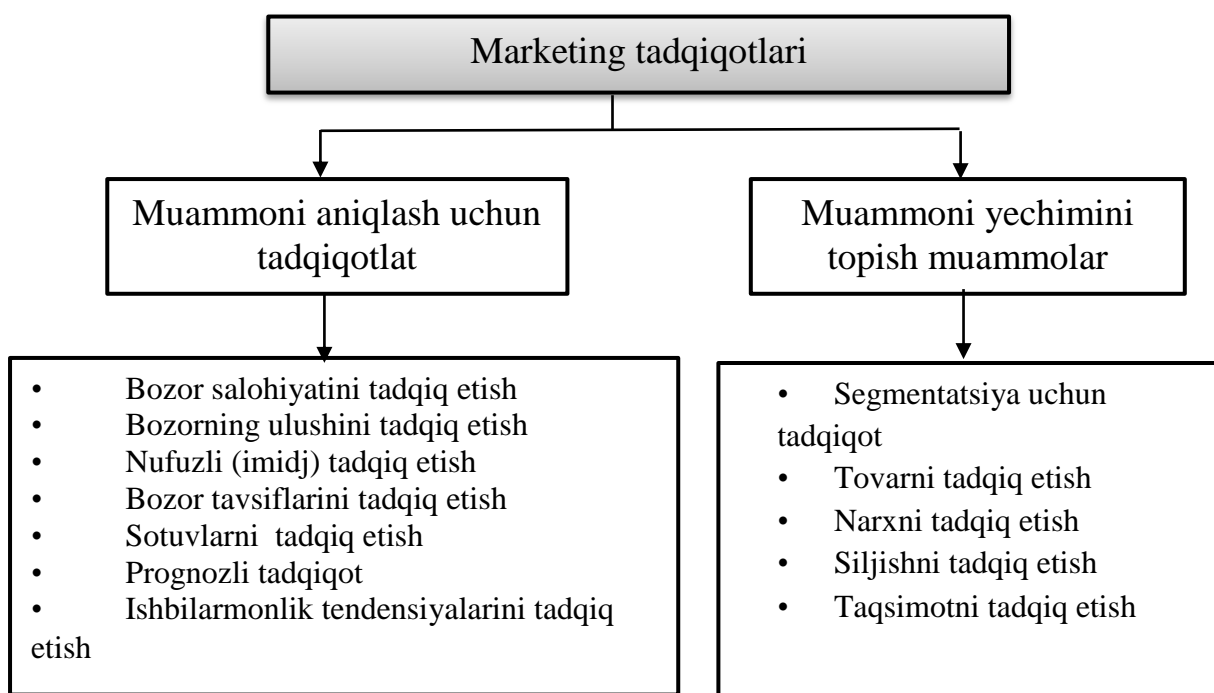 Marketing tadqiqotlari
Muammoni aniqlash uchun
tadqiqotlat
Muammoni yechimini
topish muammolar
• Bozor salohiyatini tadqiq etish
• Bozorning ulushini tadqiq etish
• Nufuzli (imidj) tadqiq etish
• Bozor tavsiflarini tadqiq etish
• Sotuvlarni tadqiq etish
• Prognozli tadqiqot
• Ishbilarmonlik tendensiyalarini tadqiq
etish
• Segmentatsiya uchun
tadqiqot
• Tovarni tadqiq etish
• Narxni tadqiq etish
• Siljishni tadqiq etish
• Taqsimotni tadqiq etish